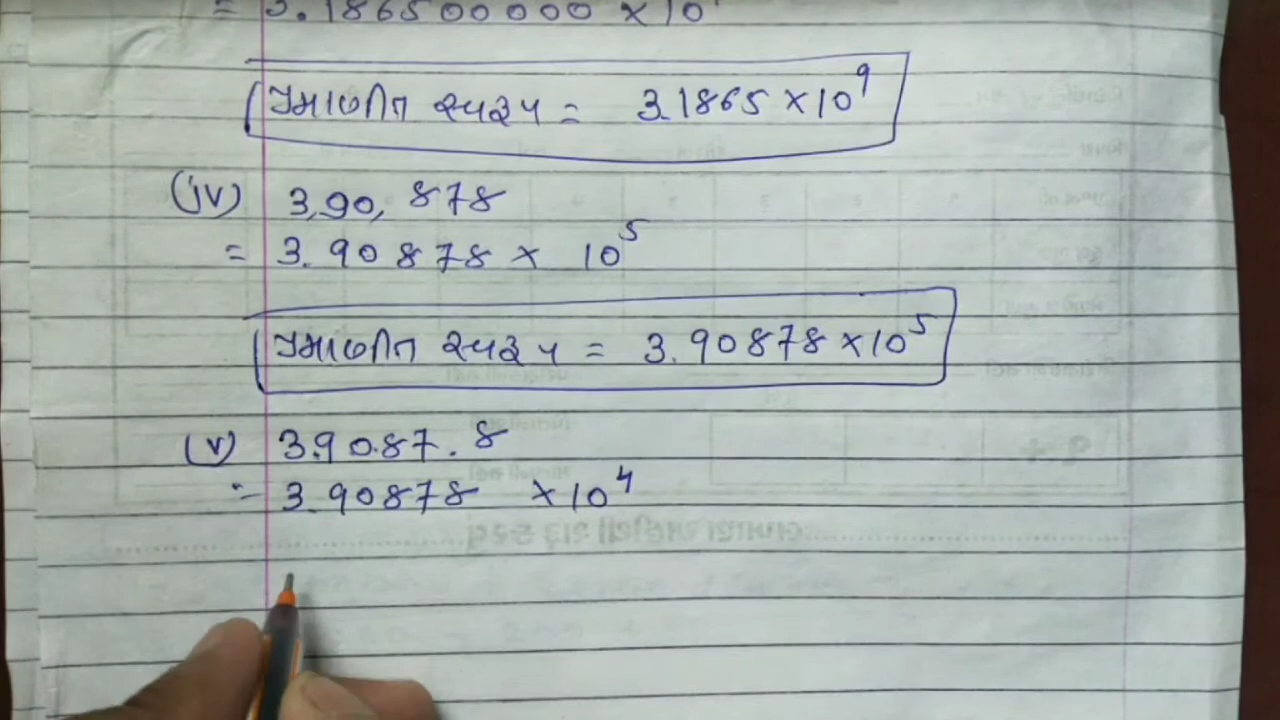 = 3.186500000 × 10
પ્રમાણિત સ્વરૂપ = 3.1865 × 10⁹
(iv) 3,90,878
= 3.90878 × 10⁵
પ્રમાણિત સ્વરૂપ = 3.90878 × 10⁵
(v) 39087.8
= 3.90878 × 10⁴